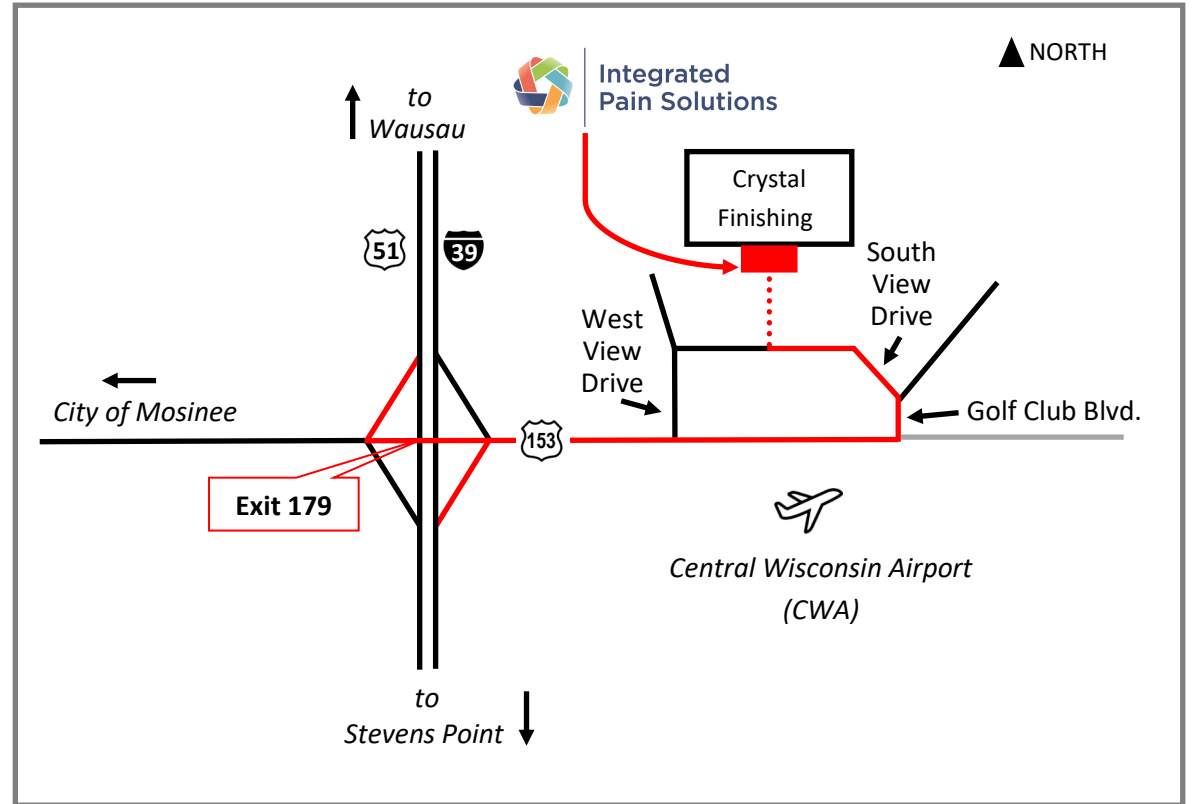 NORTH
Integrated
Pain Solutions
to
Wausau
Crystal
Finishing
51
39
South
View
Drive
West
View
Drive
City of Mosinee
Golf Club Blvd.
153
Exit 179
Central Wisconsin Airport
(CWA)
to
Stevens Point